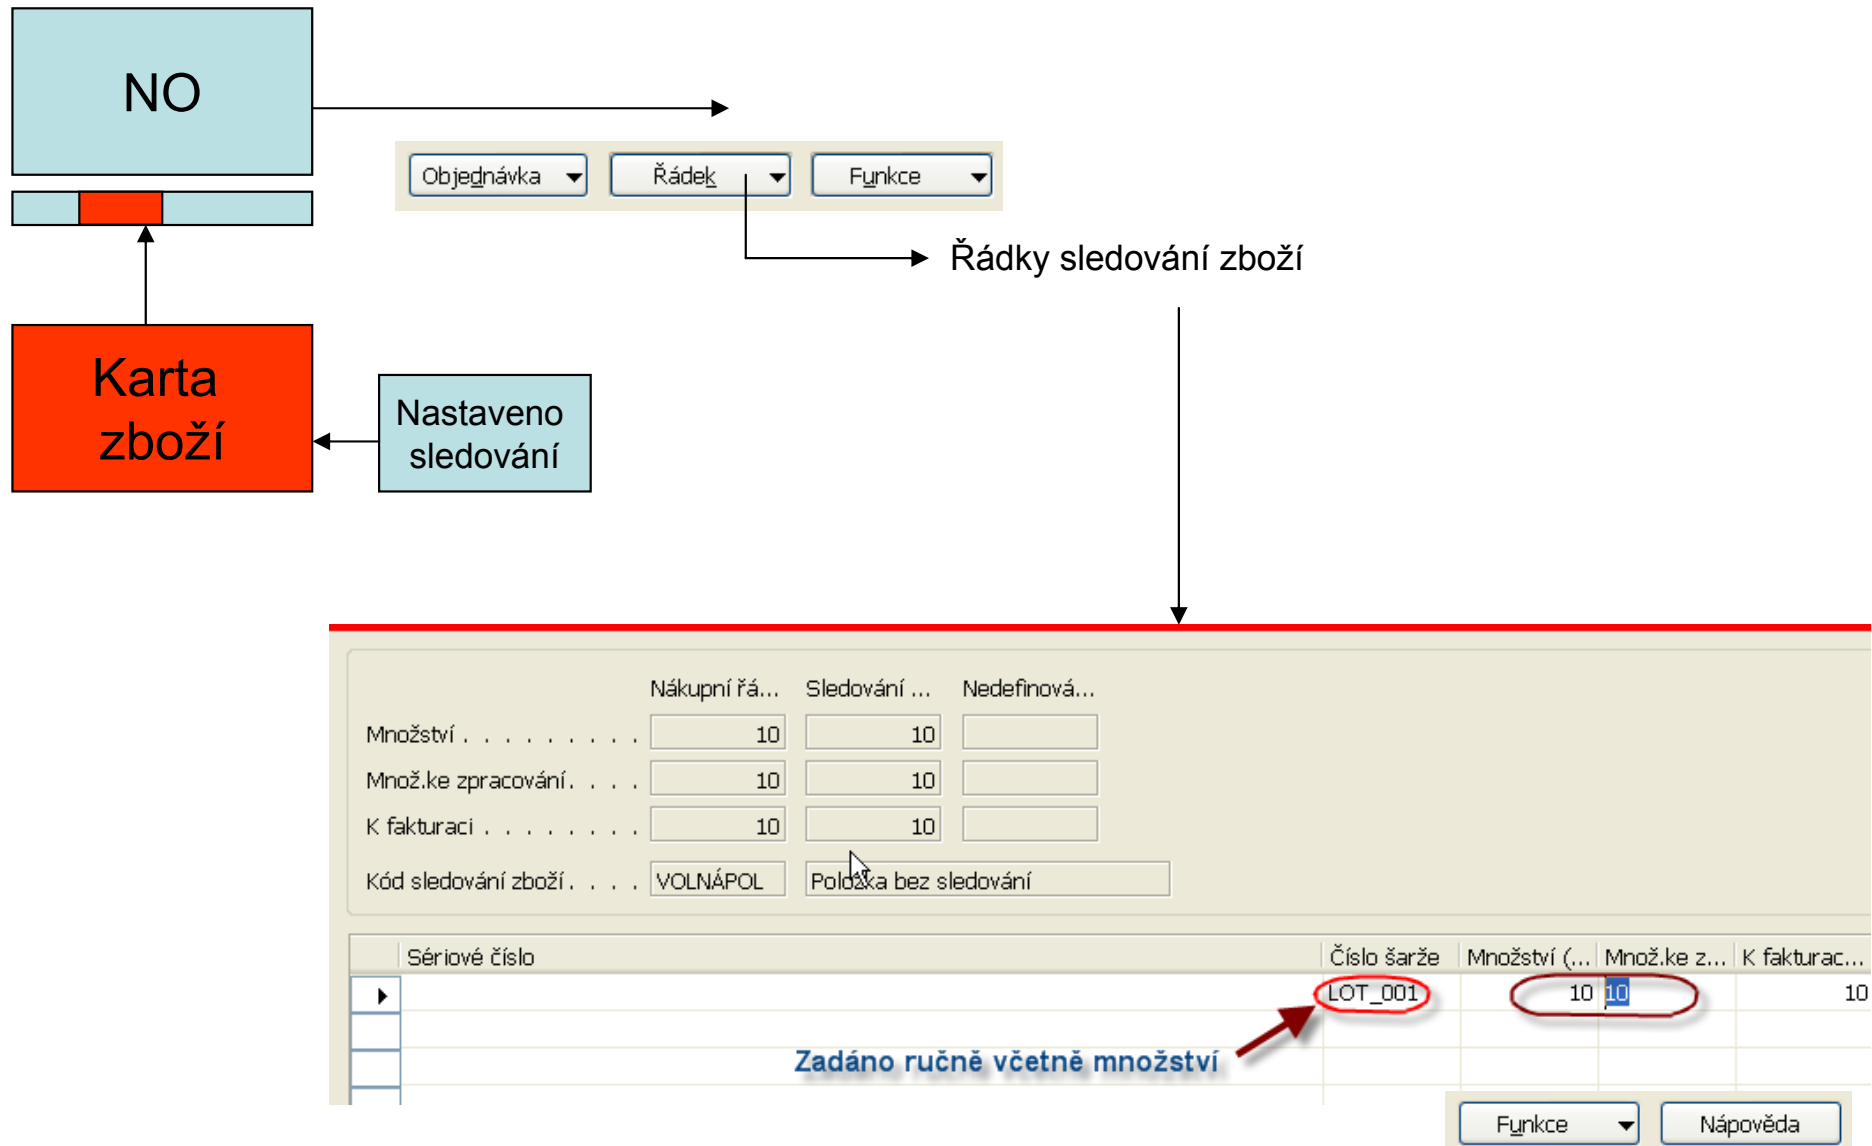 NO
Objednávka
Řádek
Funkce
Řádky sledování zboží
Karta
zboží
Nastaveno
sledování
Nákupní řá... Sledování ... Nedefinová...
Množství . . . . . . . . . 10 10
Množ.ke zpracování. . . . 10 10
K fakturaci . . . . . . . . 10 10
Kód sledování zboží. . . . VOLNÁPOL Položka bez sledování
Sériové číslo Číslo šarže Množství (... Množ.ke z... K fakturac...
LOT_001 10 10 10
Zadáno ručně včetně množství
Funkce
Nápověda